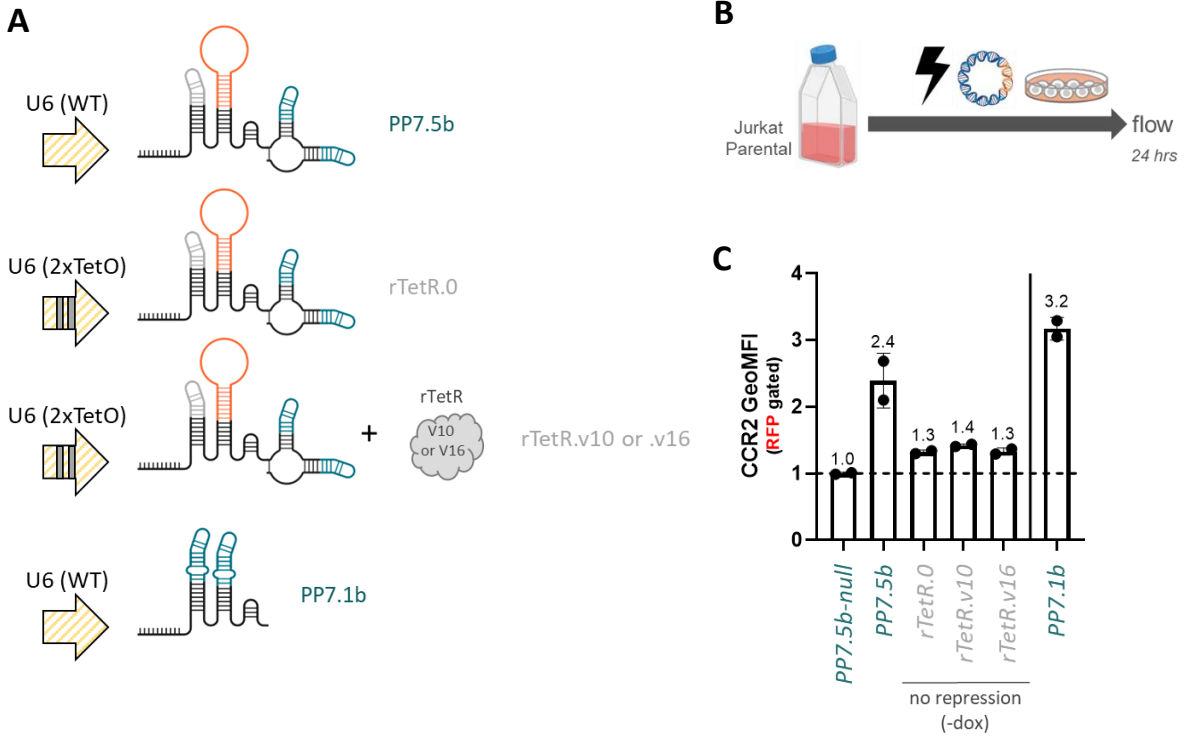 A
U6 (WT)
PP7.5b
U6 (2xTetO)
rTetR.0
U6 (2xTetO)
+
rTetR
V10
or V16
rTetR.v10 or .v16
U6 (WT)
PP7.1b
B
Jurkat
Parental
flow
24 hrs
C
CCR2 GeoMFI
(RFP gated)
4
3
2
1
0
1.0
2.4
1.3
1.4
1.3
3.2
PP7.5b-null
PP7.5b
rTetR.0
rTetR.v10
rTetR.v16
PP7.1b
no repression
(-dox)